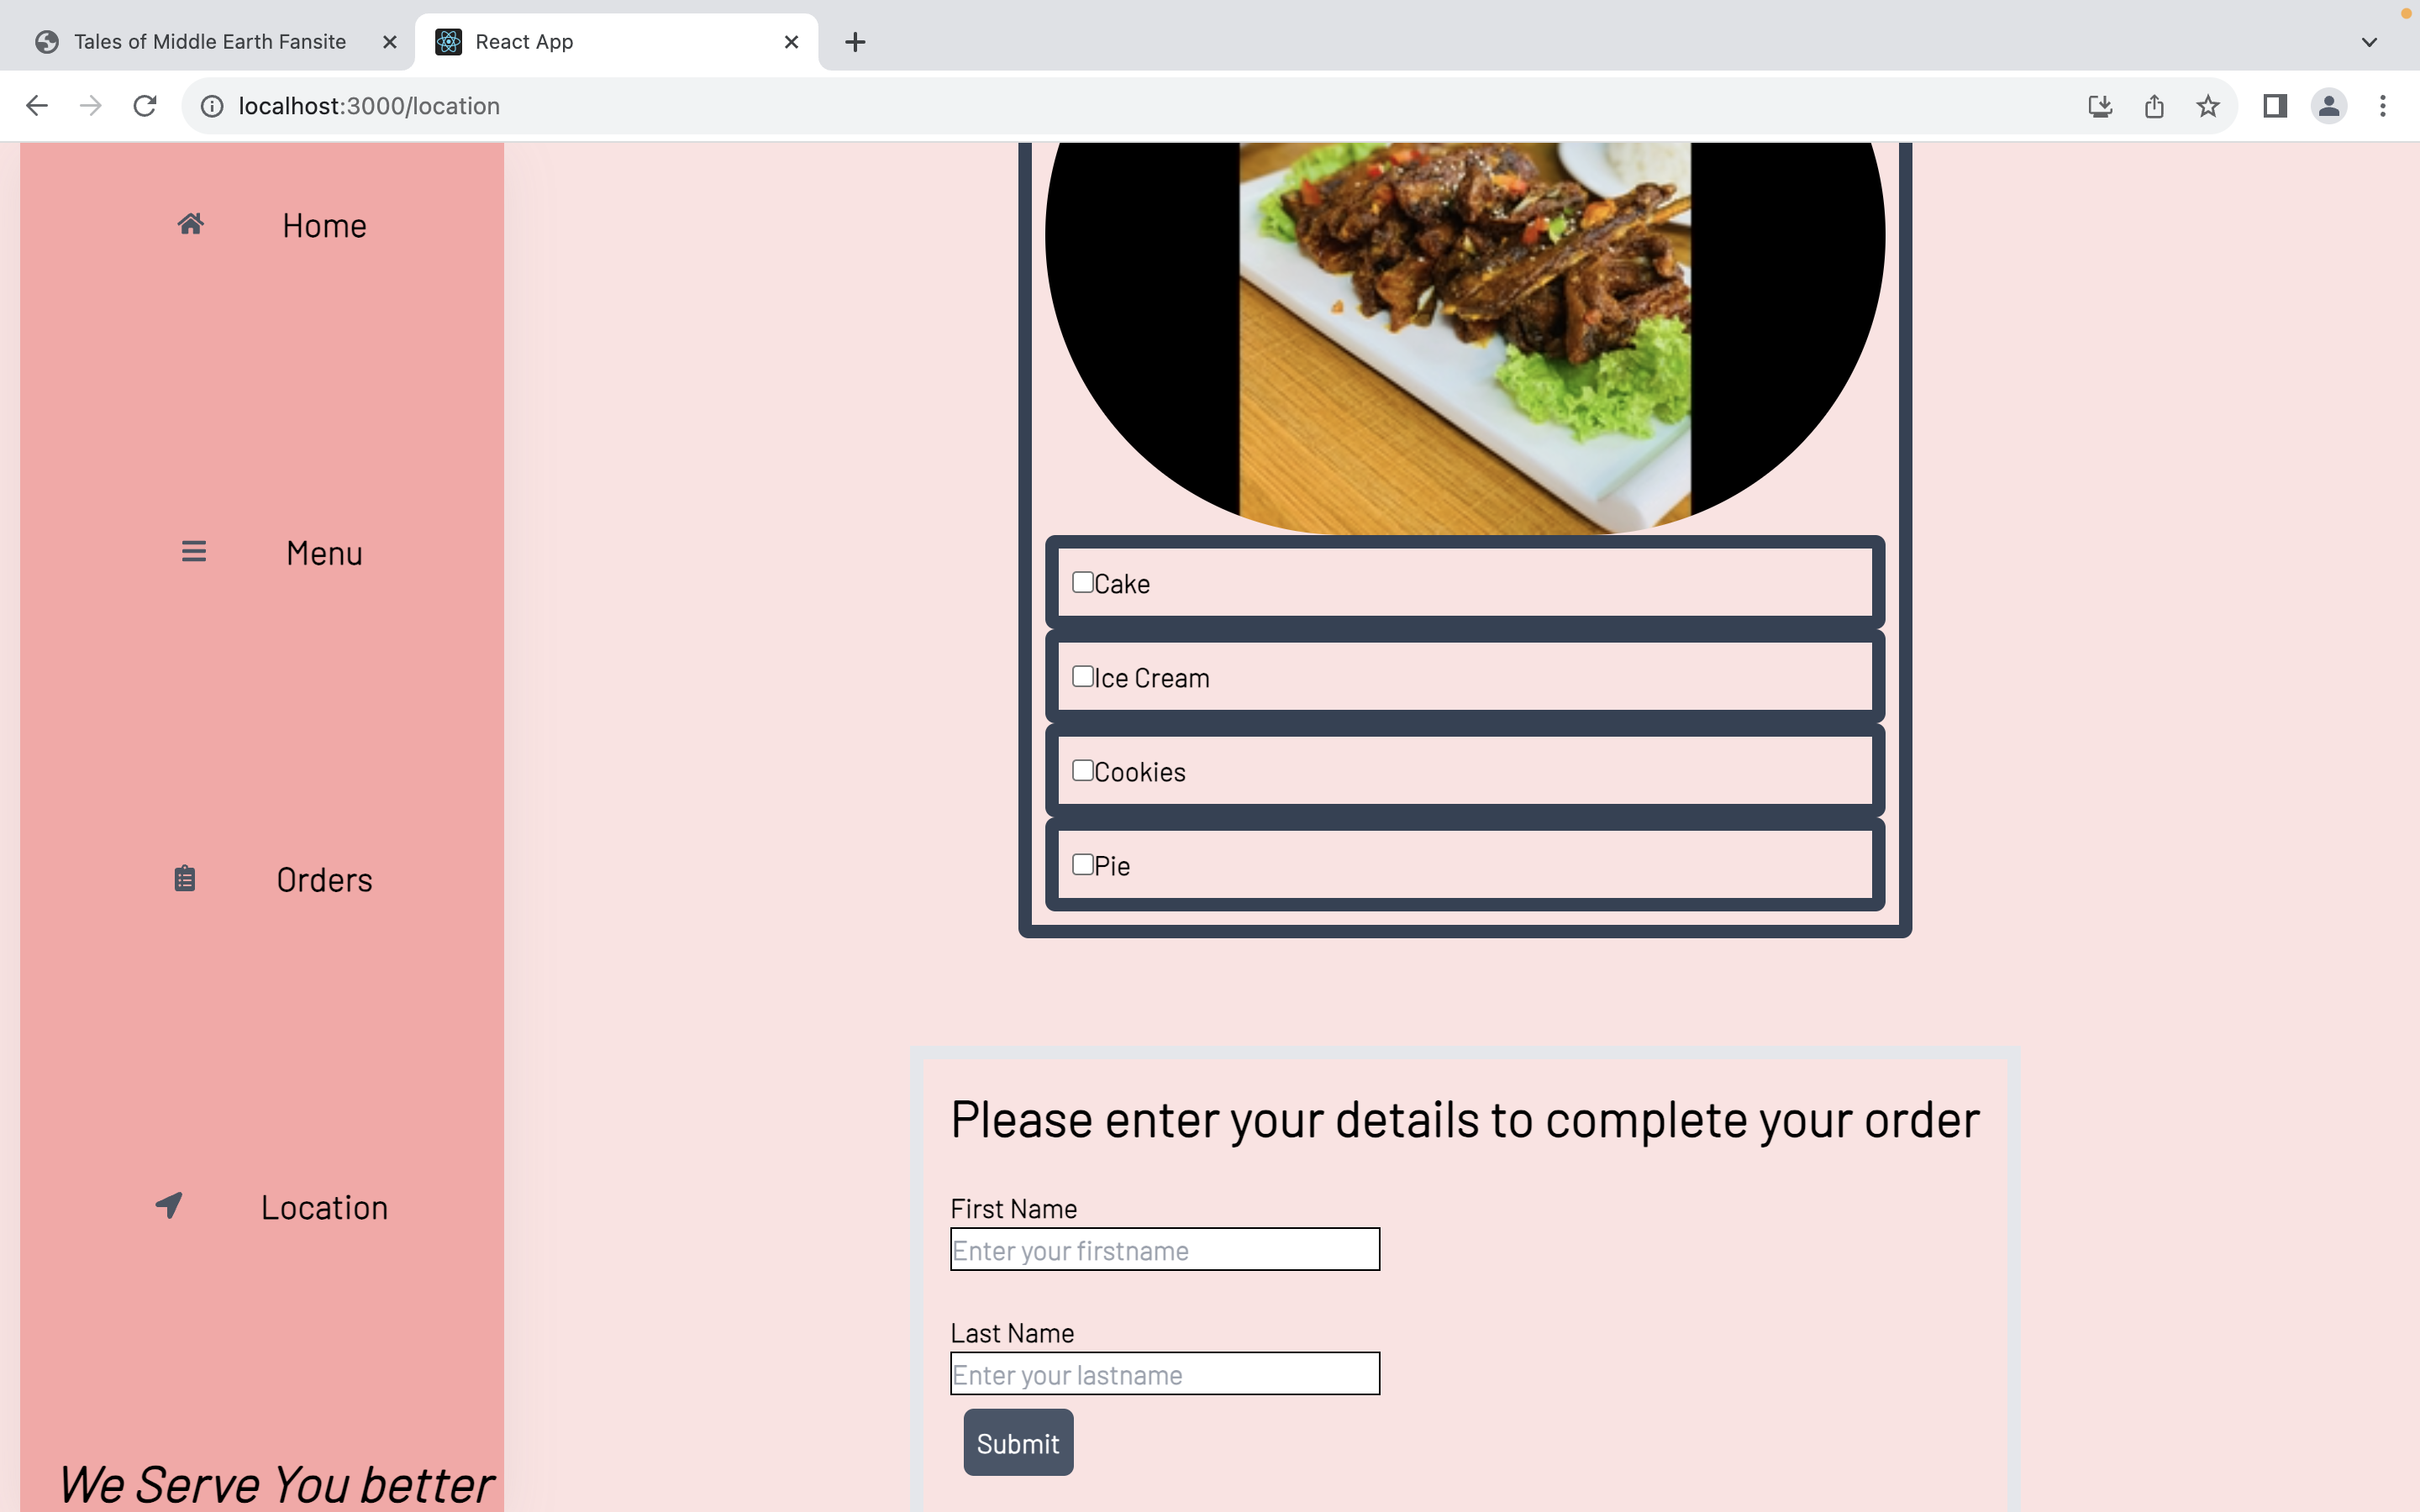 Tales of Middle Earth Fansite
React App
localhost:3000/location
Home
Menu
Orders
Location
We Serve You better
Cake
Ice Cream
Cookies
Pie
Please enter your details to complete your order
First Name
Enter your firstname
Last Name
Enter your lastname
Submit